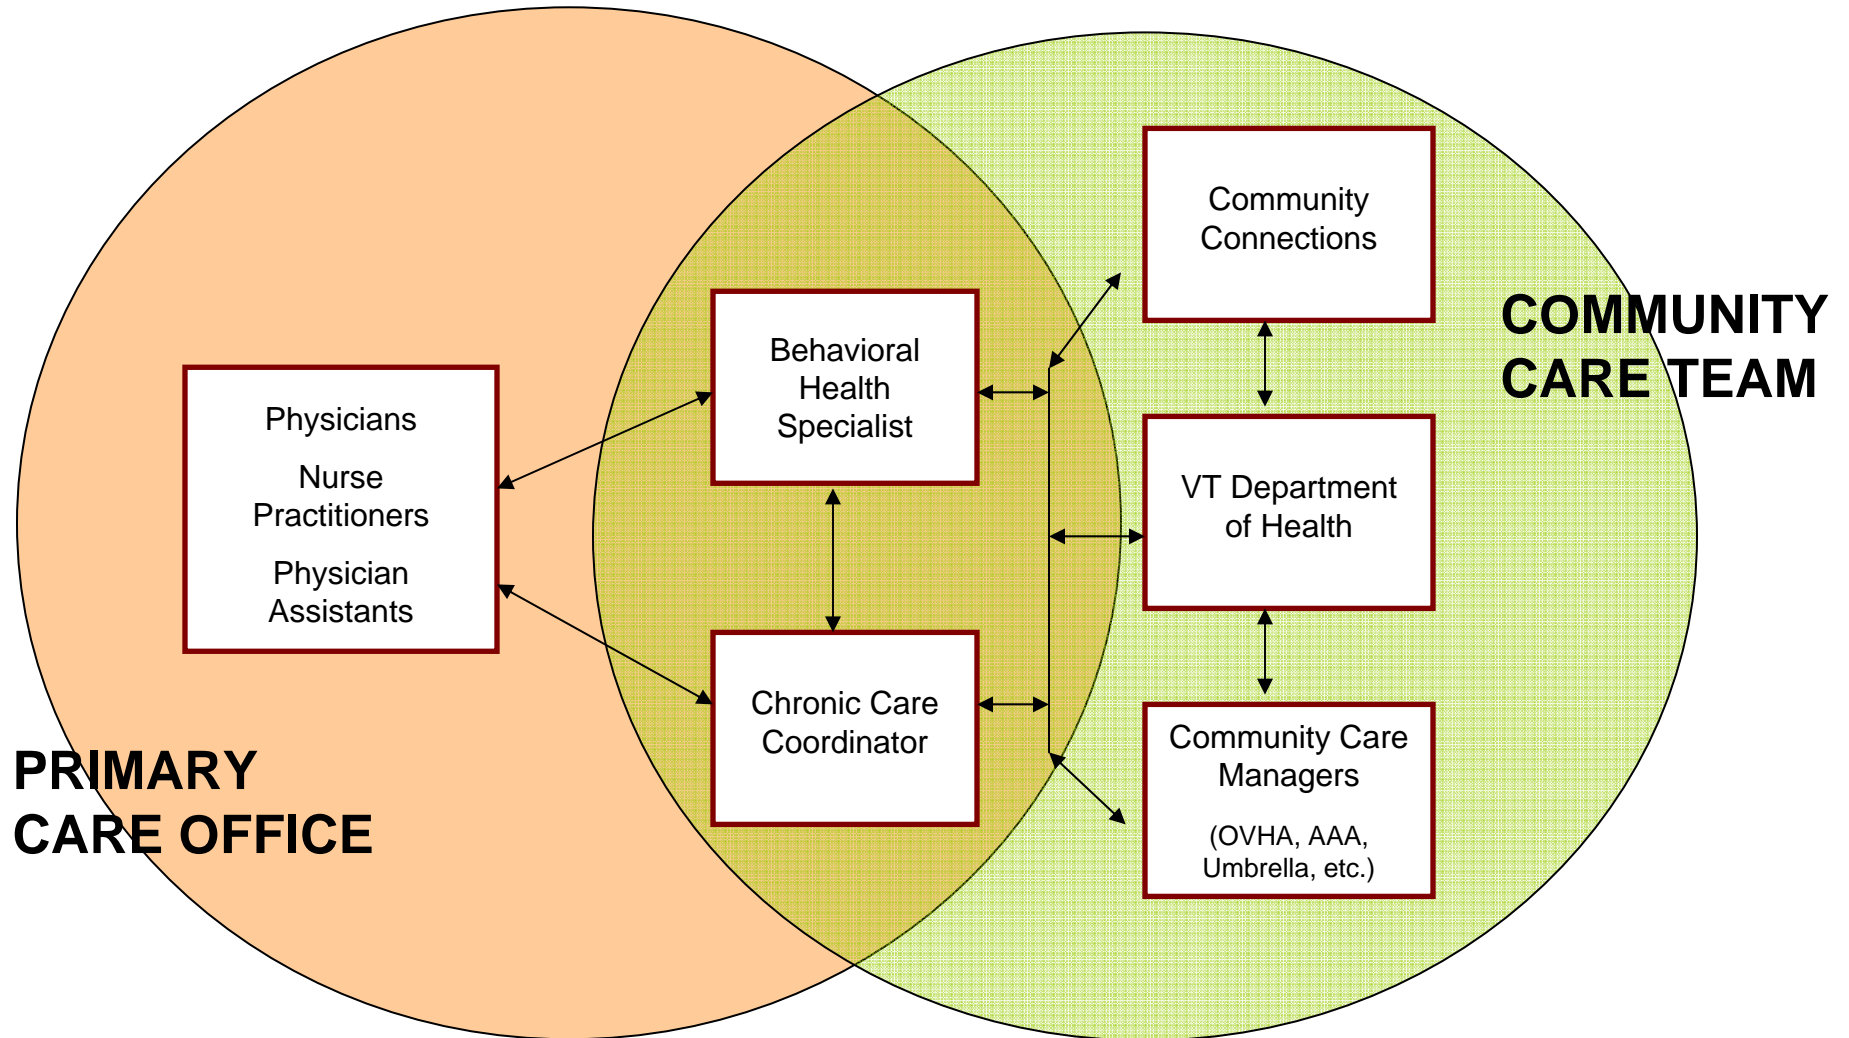 Physicians
Nurse
Practitioners
Physician
Assistants
PRIMARY
CARE OFFICE
Behavioral
Health
Specialist
Chronic Care
Coordinator
Community
Connections
VT Department
of Health
Community Care
Managers
(OVHA, AAA,
Umbrella, etc.)
COMMUNITY
CARE TEAM